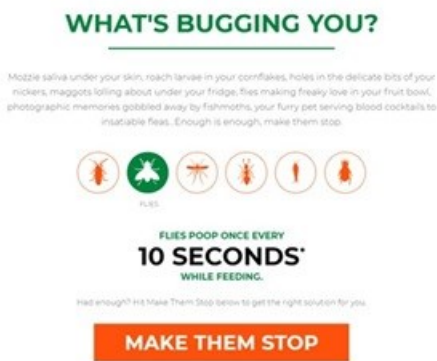 WHAT'S BUGGING YOU?
Mozzie saliva under your skin, roach larvae in your cornflakes, holes in the delicate bits of your
nickers, maggots lolling about under your fridge, flies making freaky love in your fruit bowl,
photographic memories gobbled away by fishmoths, your furry pet serving blood cocktails to
insatiable fleas.. Enough is enough, make them stop.
FLIES
FLIES POOP ONCE EVERY
10 SECONDS*
WHILE FEEDING.
Had enough? Hit Make Them Stop below to get the right solution for you.
MAKE THEM STOP